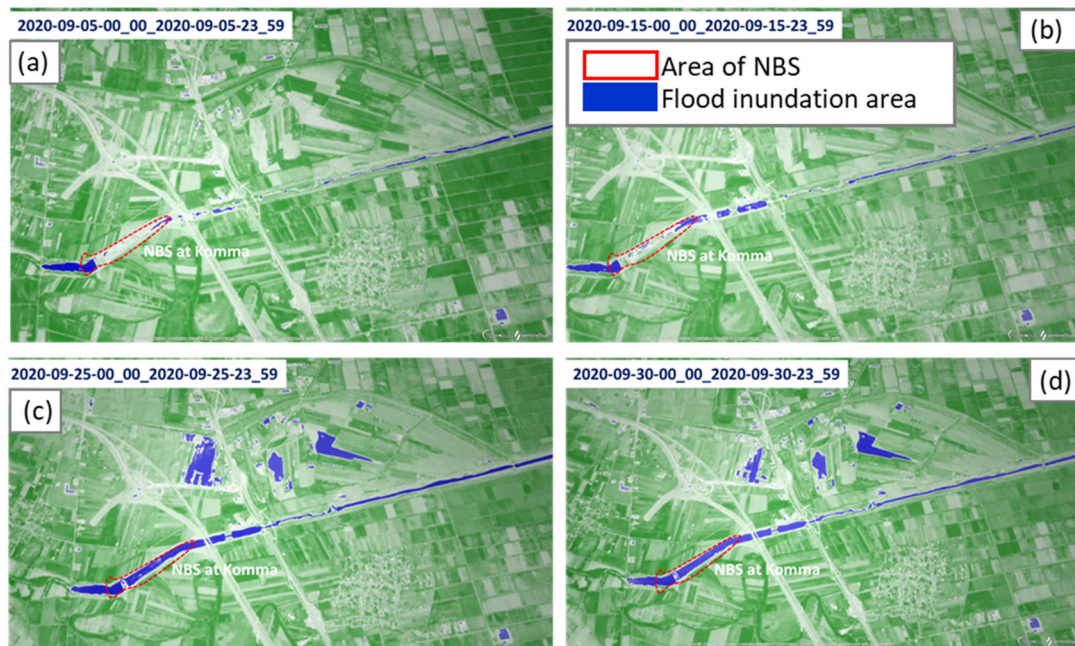 2020-09-05-00_00_2020-09-05-23_59
(a)
NBS at Komma
2020-09-15-00_00_2020-09-15-23_59
(b)
Area of NBS
Flood inundation area
NBS at Komma
2020-09-25-00_00_2020-09-25-23_59
(c)
NBS at Komma
2020-09-30-00_00_2020-09-30-23_59
(d)
NBS at Komma